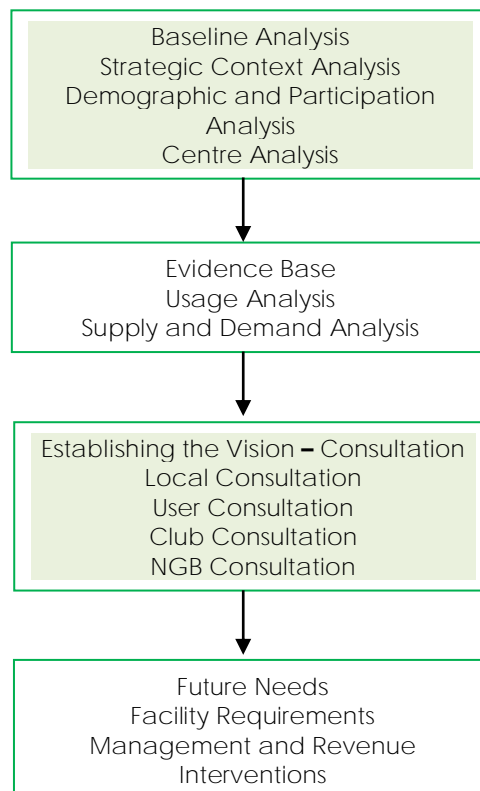 Baseline Analysis
Strategic Context Analysis
Demographic and Participation
Analysis
Centre Analysis
Evidence Base
Usage Analysis
Supply and Demand Analysis
Establishing the Vision – Consultation
Local Consultation
User Consultation
Club Consultation
NGB Consultation
Future Needs
Facility Requirements
Management and Revenue
Interventions